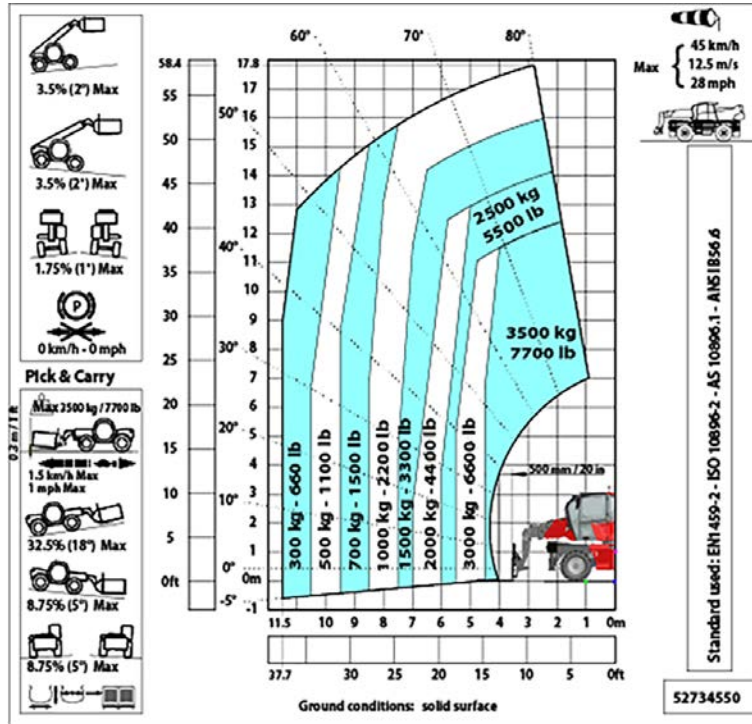 3.5% (2°) Max
3.5% (2°) Max
1.75% (1°) Max
P
0 km/h - 0 mph
Pick & Carry
Max 3500 kg / 7700 lb
0.3 m / 1 ft
1.5 km/h Max
1 mph Max
32.5% (18°) Max
8.75% (5°) Max
8.75% (5°) Max
58.4
55
50
45
40
35
30
25
20
15
10
5
0ft
17.8
17
16
15
14
13
12
11
10
9
8
7
6
5
4
3
2
1
0m
-1
60°
70°
80°
50°
40°
30°
20°
10°
0°
-5°
2500 kg
5500 lb
3500 kg
7700 lb
300 kg - 660 lb
500 kg - 1100 lb
700 kg - 1500 lb
1000 kg - 2200 lb
1500 kg - 3300 lb
2000 kg - 4400 lb
3000 kg - 6600 lb
500 mm / 20 in
11.5 10 9 8 7 6 5 4 3 2 1 0m
37.7 30 25 20 15 10 5 0ft
Ground conditions: solid surface
Max
45 km/h
12.5 m/s
28 mph
Standard used: EN1459-2 - ISO 10896-2 - AS 10896.1 - ANSI B56.6
52734550